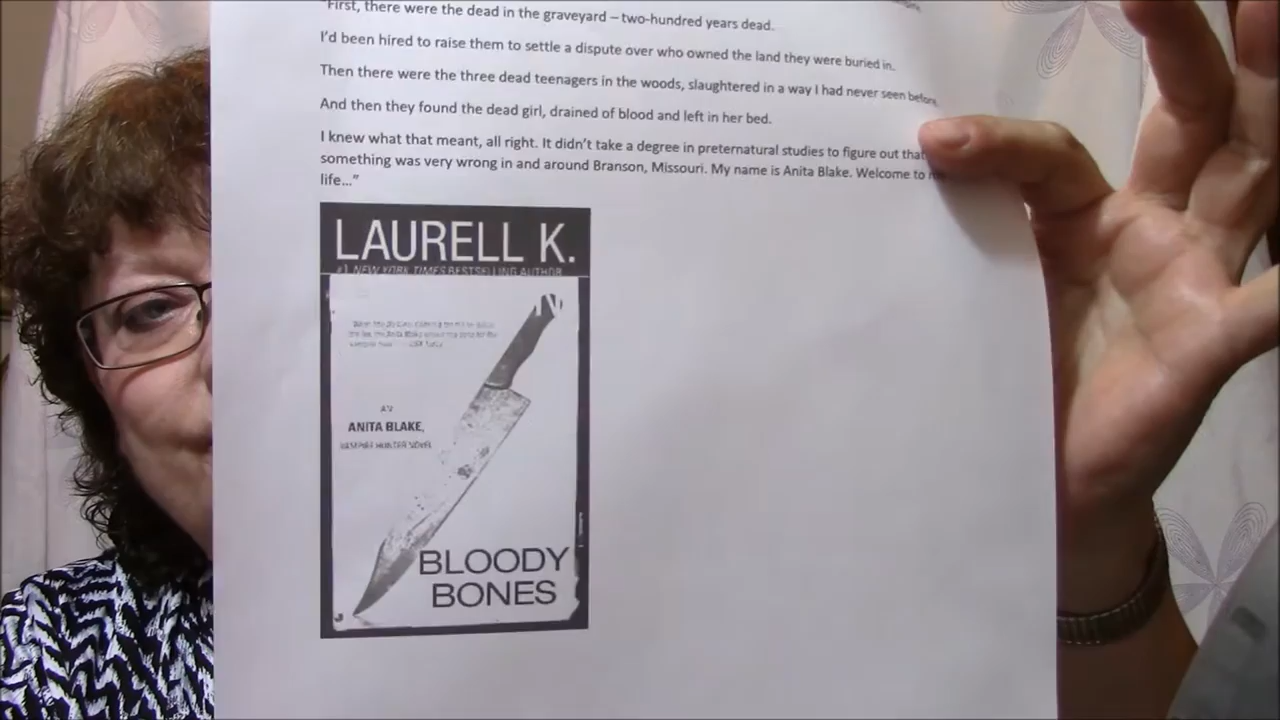 "First, there were the dead in the graveyard – two-hundred years dead.
I'd been hired to raise them to settle a dispute over who owned the land they were buried in.
Then there were the three dead teenagers in the woods, slaughtered in a way I had never seen before.
And then they found the dead girl, drained of blood and left in her bed.
I knew what that meant, all right. It didn't take a degree in preternatural studies to figure out that
something was very wrong in and around Branson, Missouri. My name is Anita Blake. Welcome to
life…"
LAURELL K.
#1 NEW YORK TIMES BESTSELLING AUTHOR
AN
ANITA BLAKE,
VAMPIRE HUNTER NOVEL
BLOODY
BONES